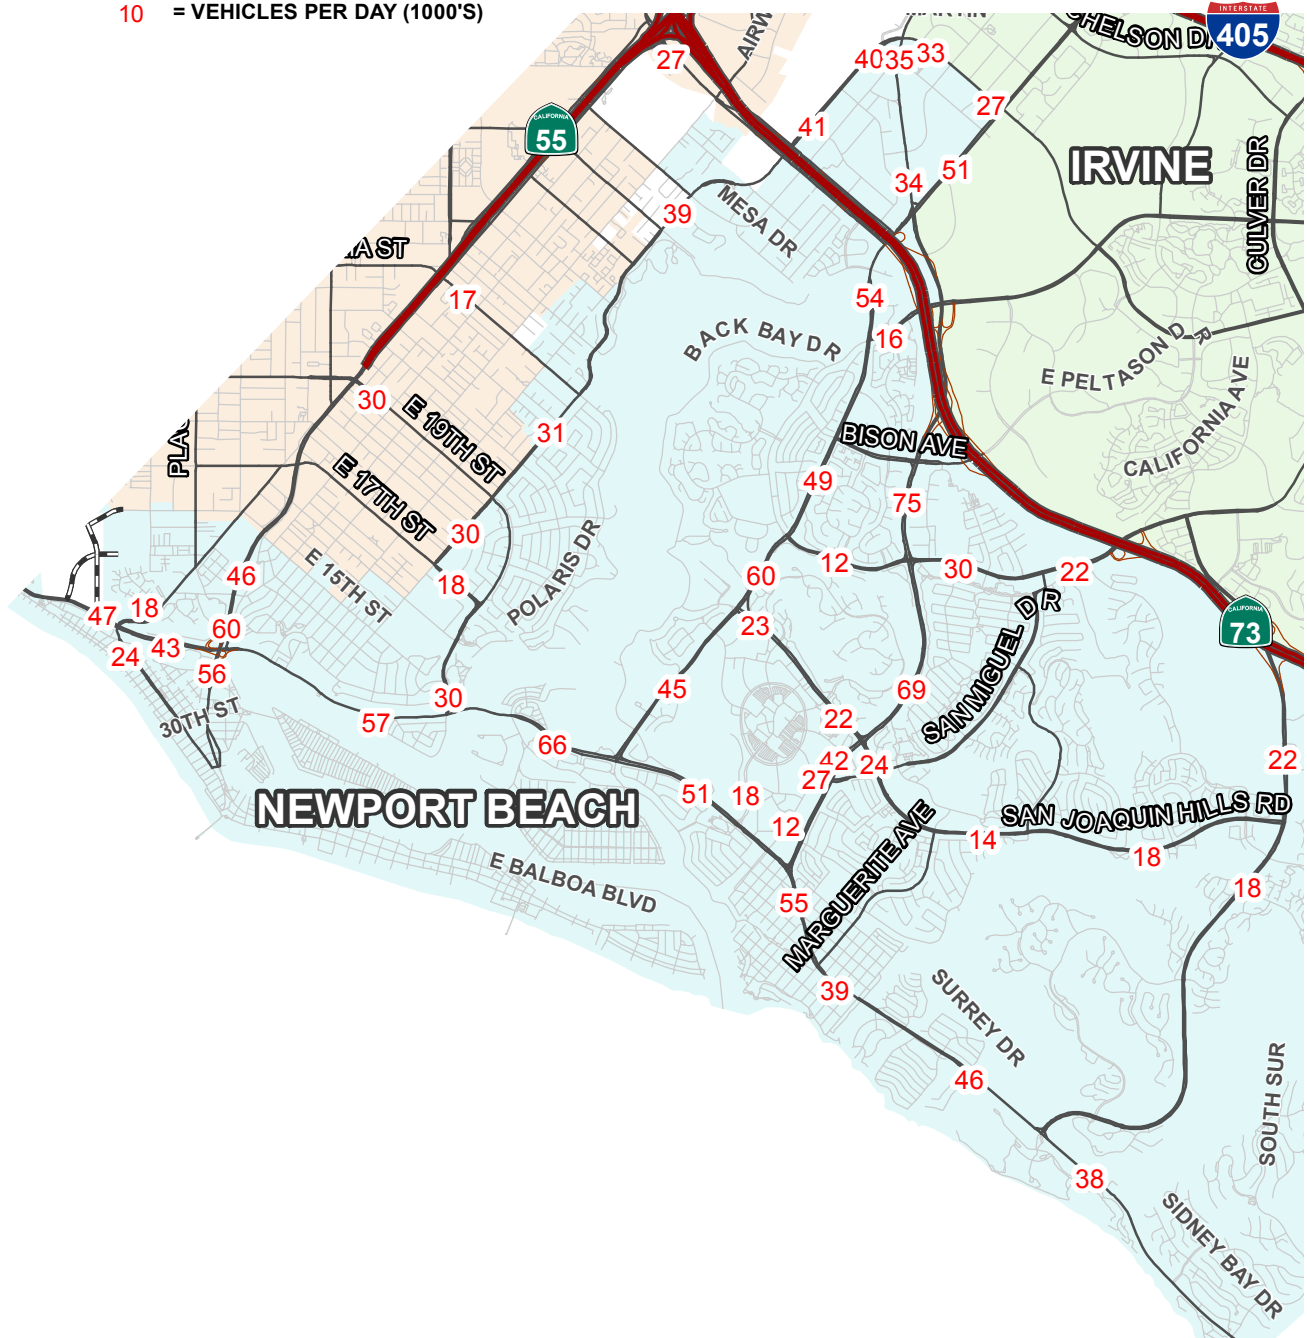 10 = VEHICLES PER DAY (1000'S)
MARTIN
INTERSTATE
405
27
40
35
33
CALIFORNIA
55
41
27
IRVINE
34
51
CULVER DR
39
MESA DR
17
54
16
BACK BAY DR
E PELTASON DR
CALIFORNIA AVE
30
E 19TH ST
31
BISON AVE
E 17TH ST
49
75
30
POLARIS DR
E 15TH ST
46
18
60
12
30
22
47
18
60
23
SAN MIGUEL DR
CALIFORNIA
73
24
43
56
30TH ST
30
57
45
69
66
22
42
24
27
22
51
18
NEWPORT BEACH
12
SAN JOAQUIN HILLS RD
14
18
MARGUERITE AVE
E BALBOA BLVD
55
18
39
SURREY DR
46
SOUTH SUR
38
SIDNEY BAY DR